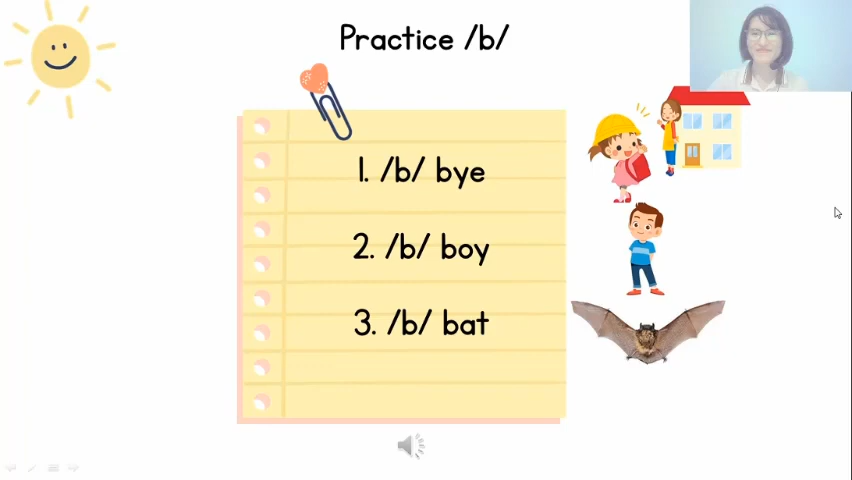 Practice /b/
1. /b/ bye
2. /b/ boy
3. /b/ bat